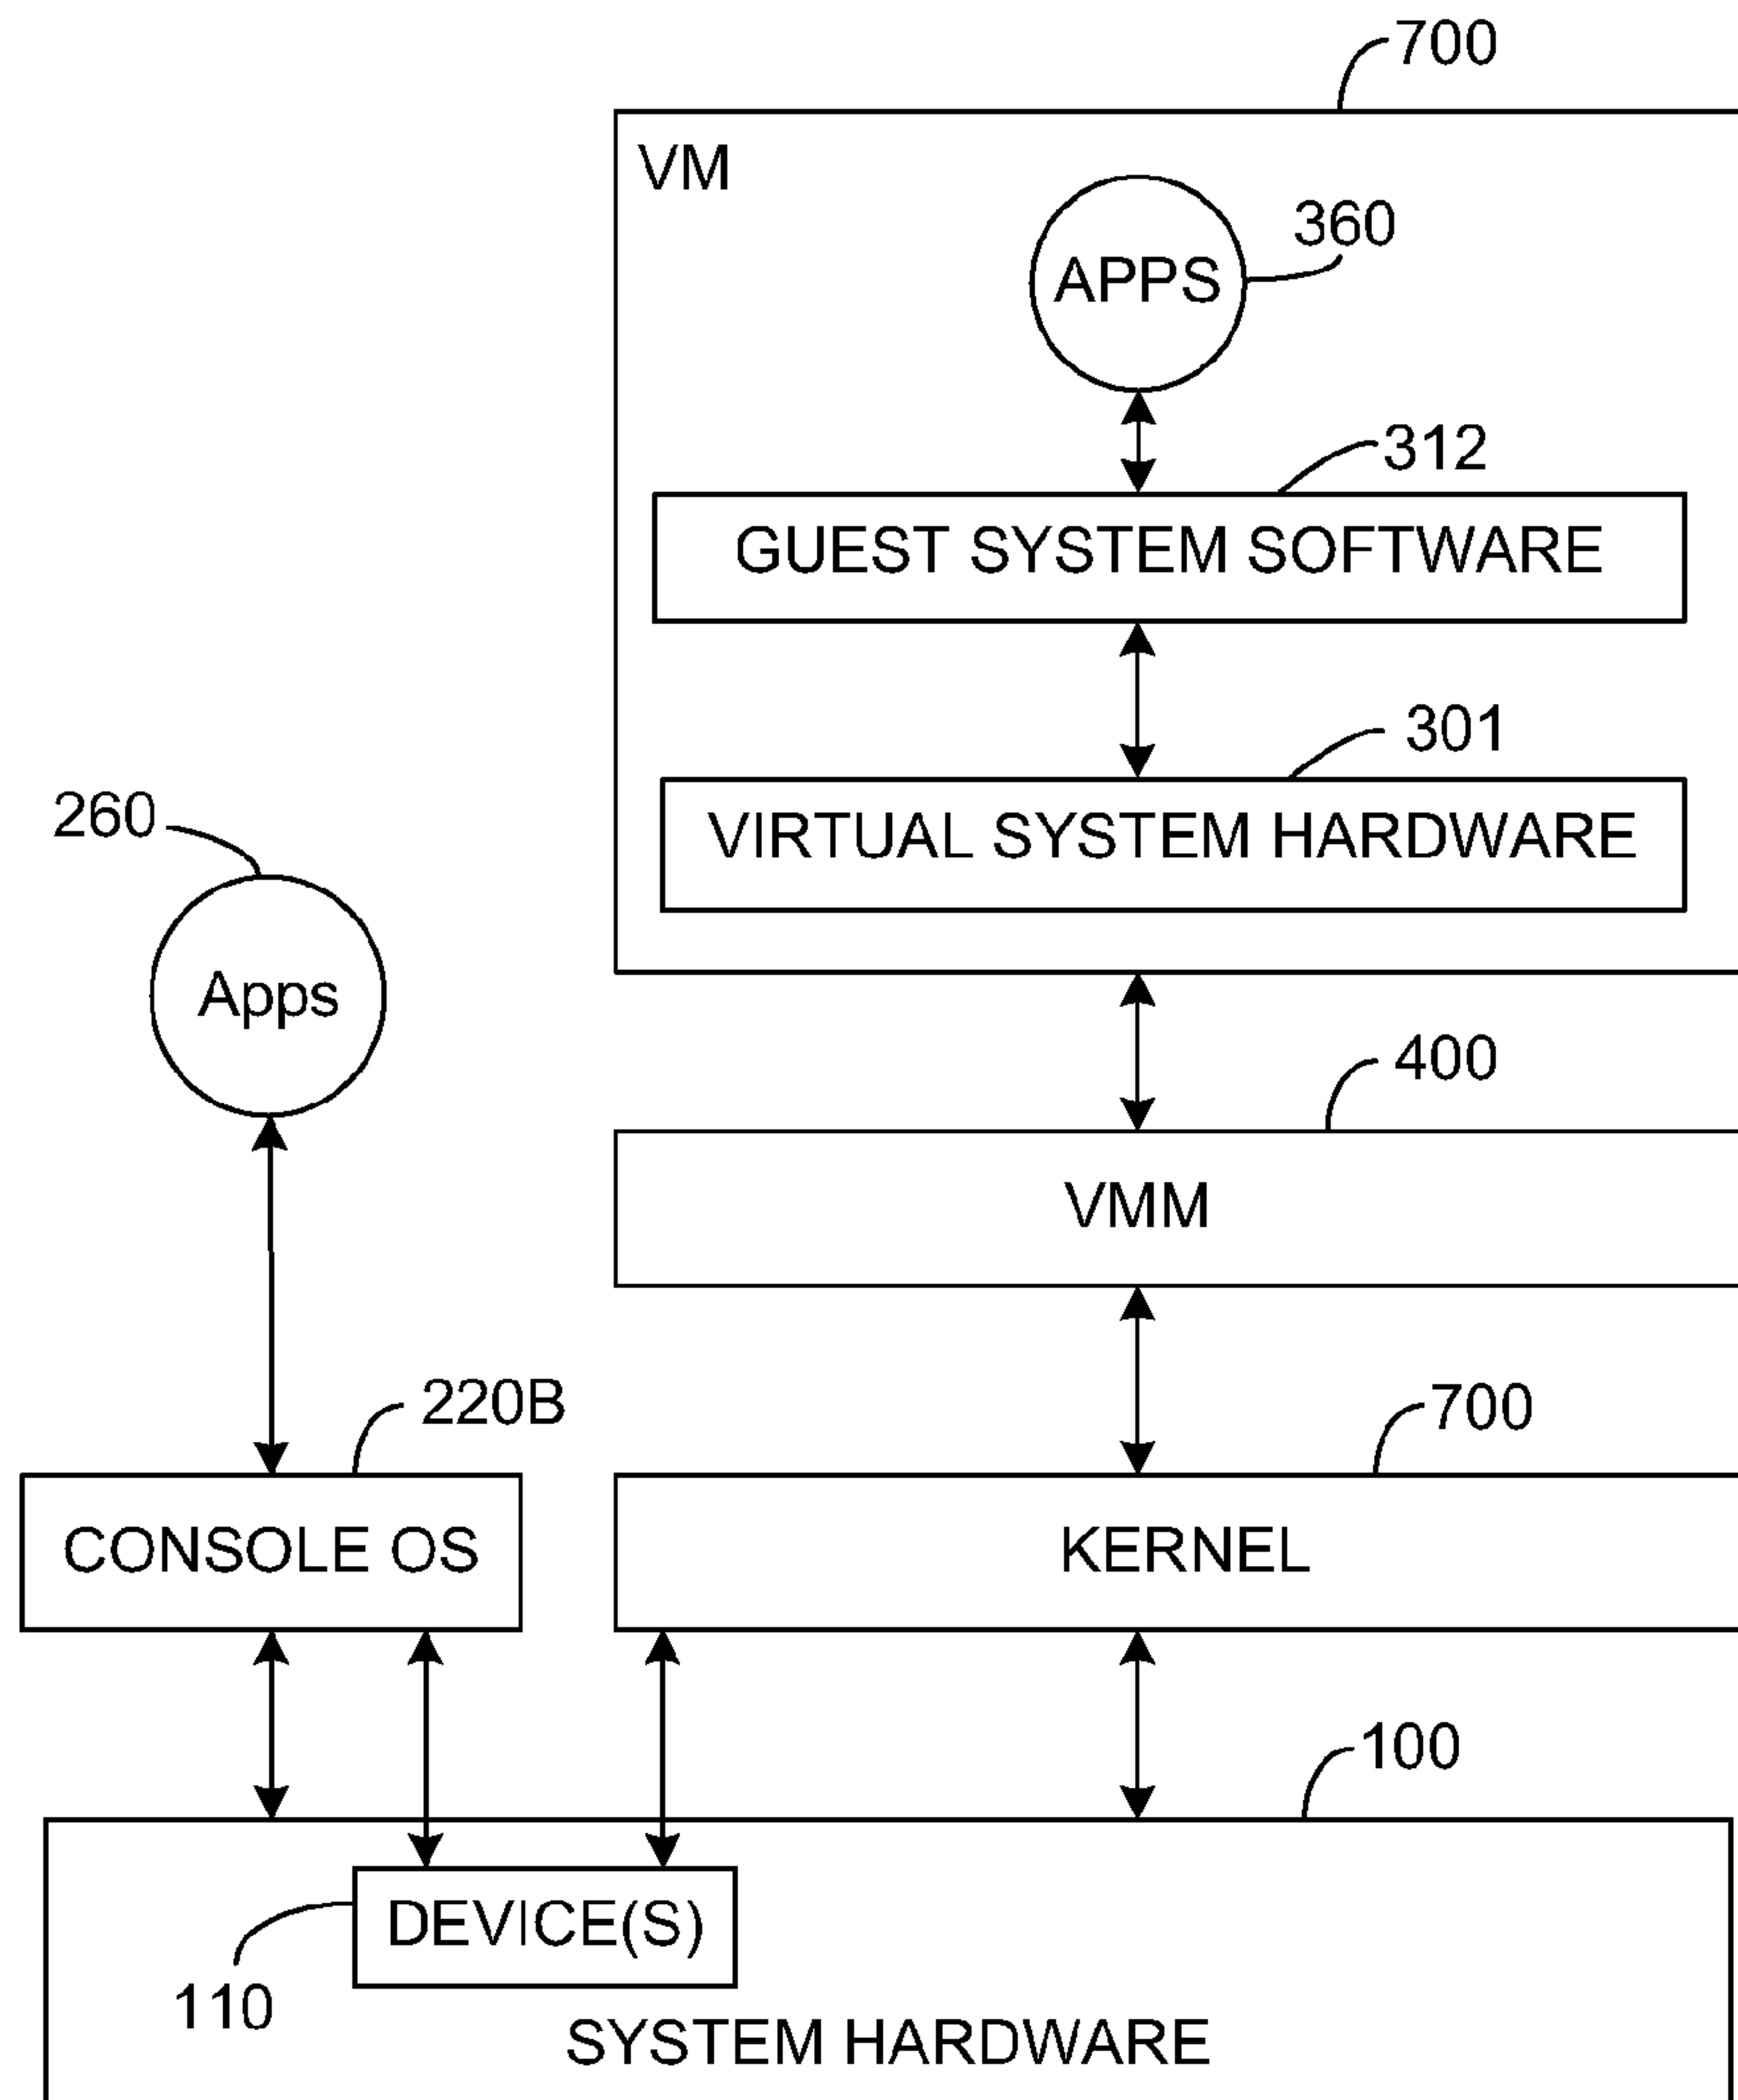 700
VM
360
APPS
312
GUEST SYSTEM SOFTWARE
301
VIRTUAL SYSTEM HARDWARE
260
Apps
400
VMM
220B
700
CONSOLE OS
KERNEL
100
DEVICE(S)
110
SYSTEM HARDWARE